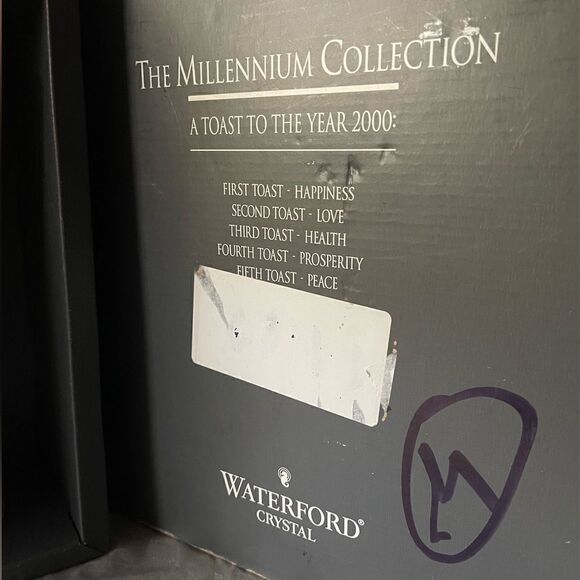 THE MILLENNIUM COLLECTION
A TOAST TO THE YEAR 2000:
FIRST TOAST - HAPPINESS
SECOND TOAST - LOVE
THIRD TOAST - HEALTH
FOURTH TOAST - PROSPERITY
FIFTH TOAST - PEACE
WATERFORD®
CRYSTAL